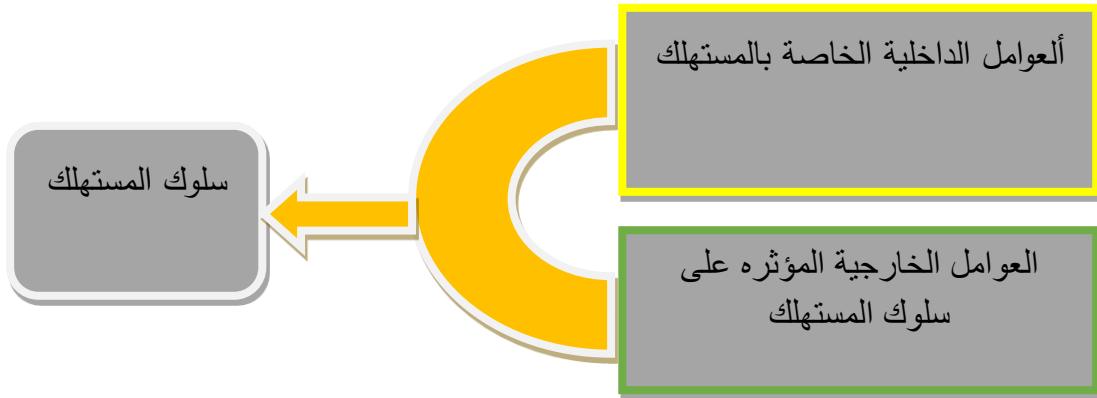 ألعوامل الداخلية الخاصة بالمستهلك
سلوك المستهلك
العوامل الخارجية المؤثره على
سلوك المستهلك